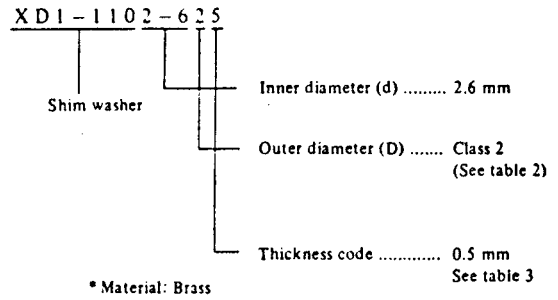 XD1-1102-625
Shim washer
Inner diameter (d) ......... 2.6 mm
Outer diameter (D) ....... Class 2
(See table 2)
Thickness code ............. 0.5 mm
See table 3
* Material: Brass